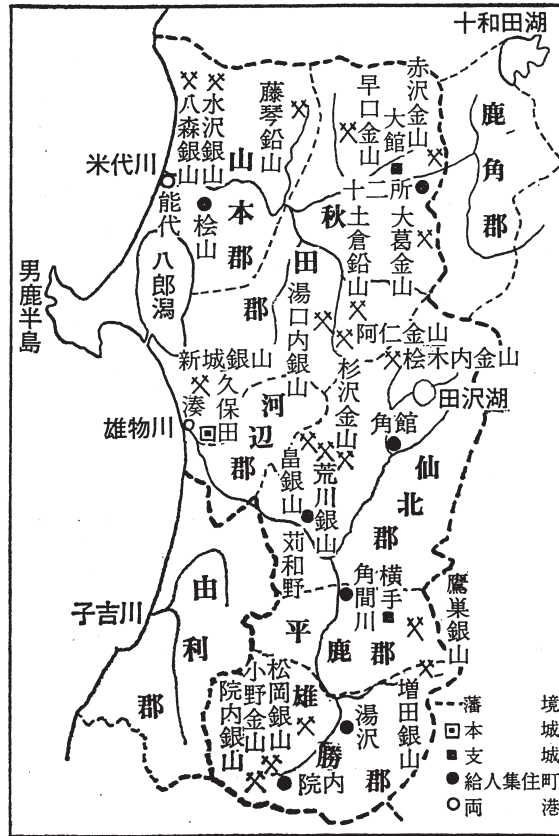 十和田湖
鹿角郡
赤沢金山
大館
早口金山
藤琴鉛山
水沢銀山
八森銀山
米代川
能代
桧山
山本郡
十二所
秋田郡
大葛金山
土倉鉛山
八郎潟
男鹿半島
湯口内銀山
阿仁金山
桧木内金山
新城銀山
田沢湖
杉沢金山
久保田
湊
雄物川
河辺郡
角館
仙北郡
畠銀山
荒川銀山
苅和野
子吉川
由利郡
角間川
横手
平鹿郡
鷹巣銀山
増田銀山
松岡銀山
小野金山
院内銀山
雄勝郡
湯沢
院内
藩境
本城
支城
給人集住町
両港